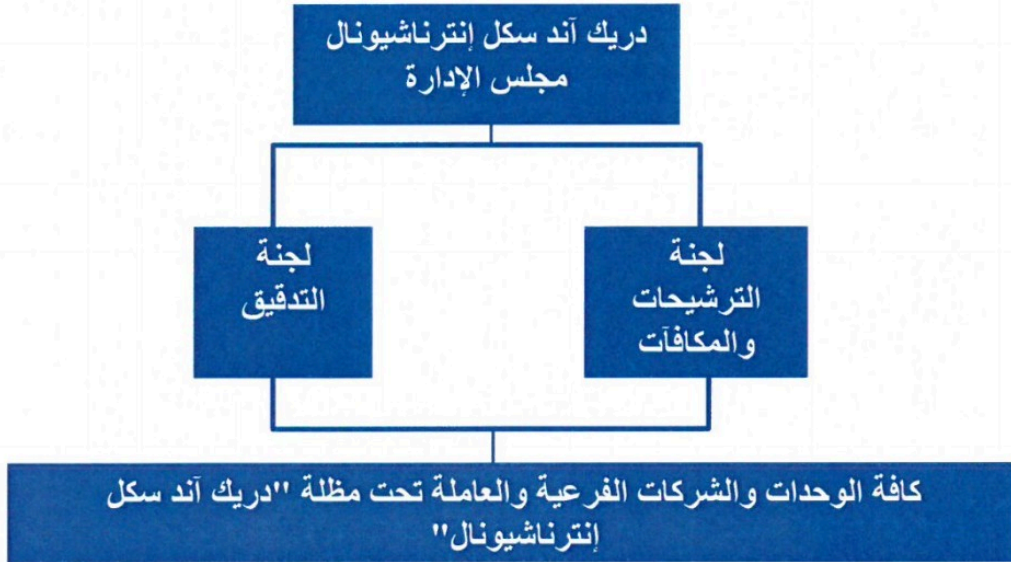 دريك آند سكل إنترناشيونال
مجلس الإدارة
لجنة
الترشيحات
والمكافآت
لجنة
التدقيق
كافة الوحدات والشركات الفرعية والعاملة تحت مظلة "دريك آند سكل
إنترناشيونال"